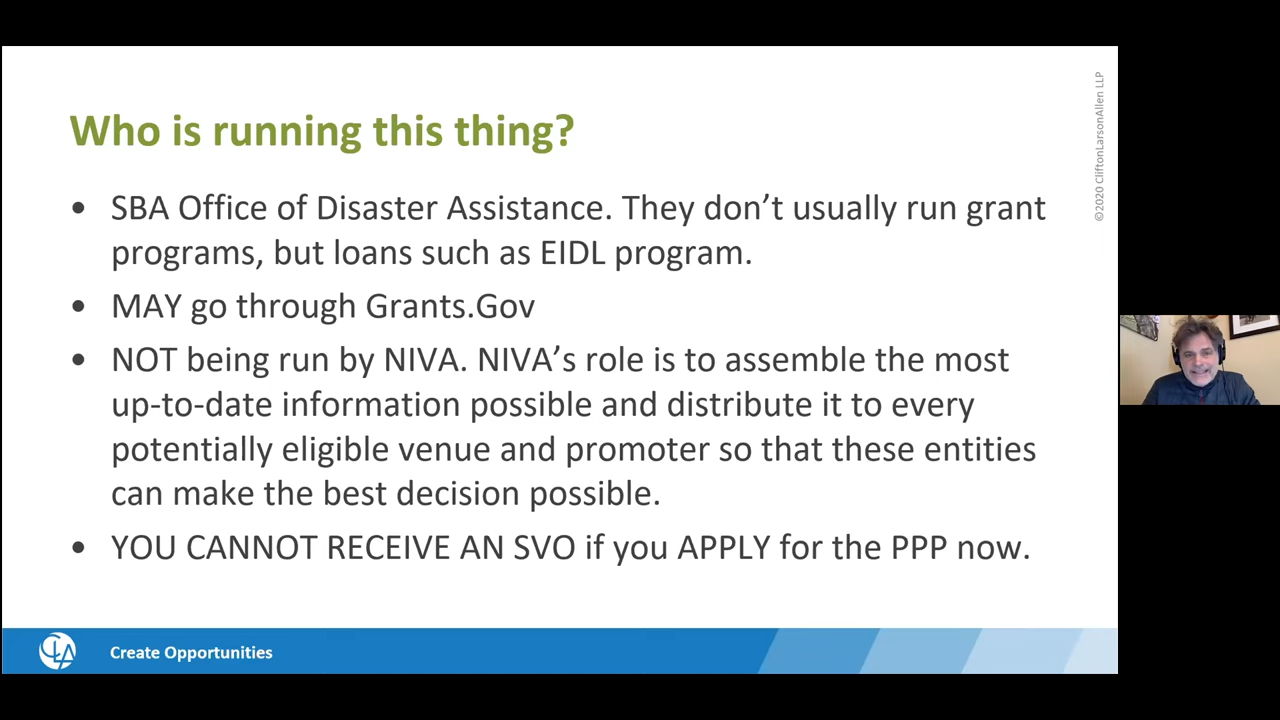 Who is running this thing?
• SBA Office of Disaster Assistance. They don’t usually run grant
programs, but loans such as EIDL program.
• MAY go through Grants.Gov
• NOT being run by NIVA. NIVA’s role is to assemble the most
up-to-date information possible and distribute it to every
potentially eligible venue and promoter so that these entities
can make the best decision possible.
• YOU CANNOT RECEIVE AN SVO if you APPLY for the PPP now.
©2020 CliftonLarsonAllen LLP
CLA
Create Opportunities